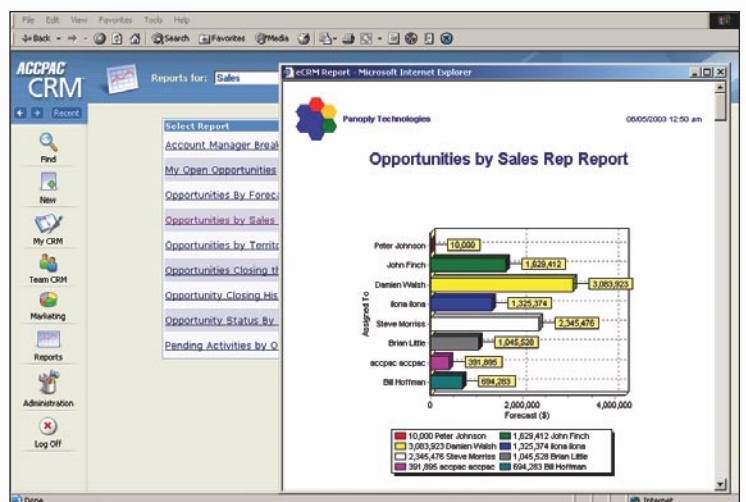 File Edit View Favorites Tools Help
Back Search Favorites Media
ACCPAC
CRM
Recent
Find
New
My CRM
Team CRM
Marketing
Reports
Administration
Log Off
Reports for: Sales
Select Report
Account Manager Break
My Open Opportunities
Opportunities By Foreca
Opportunities by Sales
Opportunities by Territo
Opportunities Closing th
Opportunity Closing His
Opportunity Status By
Pending Activities by O
eCRM Report - Microsoft Internet Explorer
Panoply Technologies
06/05/2003 12:50 am
Opportunities by Sales Rep Report
Assigned To
Peter Johnson 10,000
John Finch 1,629,412
Damien Walsh 3,083,923
ilona ilona 1,325,374
Steve Morriss 2,345,476
Brian Little 1,045,528
accpac accpac 391,895
Bill Hoffman 694,283
0 2,000,000 4,000,000
Forecast ($)
10,000 Peter Johnson 1,629,412 John Finch
3,083,923 Damien Walsh 1,325,374 ilona ilona
2,345,476 Steve Morriss 1,045,528 Brian Little
391,895 accpac accpac 694,283 Bill Hoffman
Done
Internet